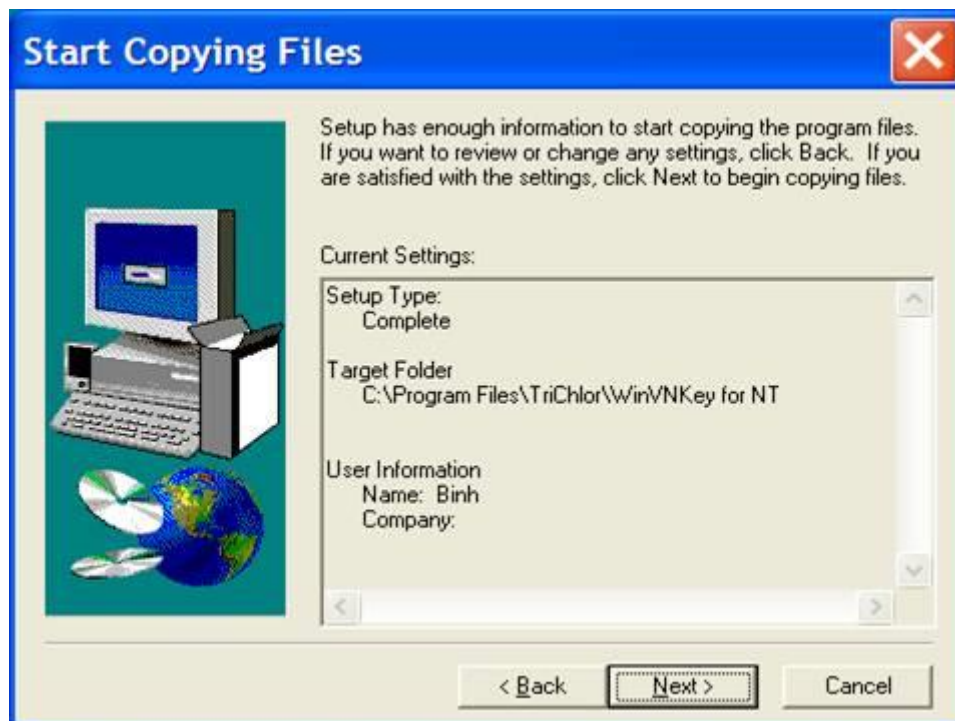 Start Copying Files
Setup has enough information to start copying the program files.
If you want to review or change any settings, click Back. If you
are satisfied with the settings, click Next to begin copying files.
Current Settings:
Setup Type:
Complete
Target Folder
C:\Program Files\TriChlor\WinVNKey for NT
User Information
Name: Binh
Company:
< Back
Next >
Cancel